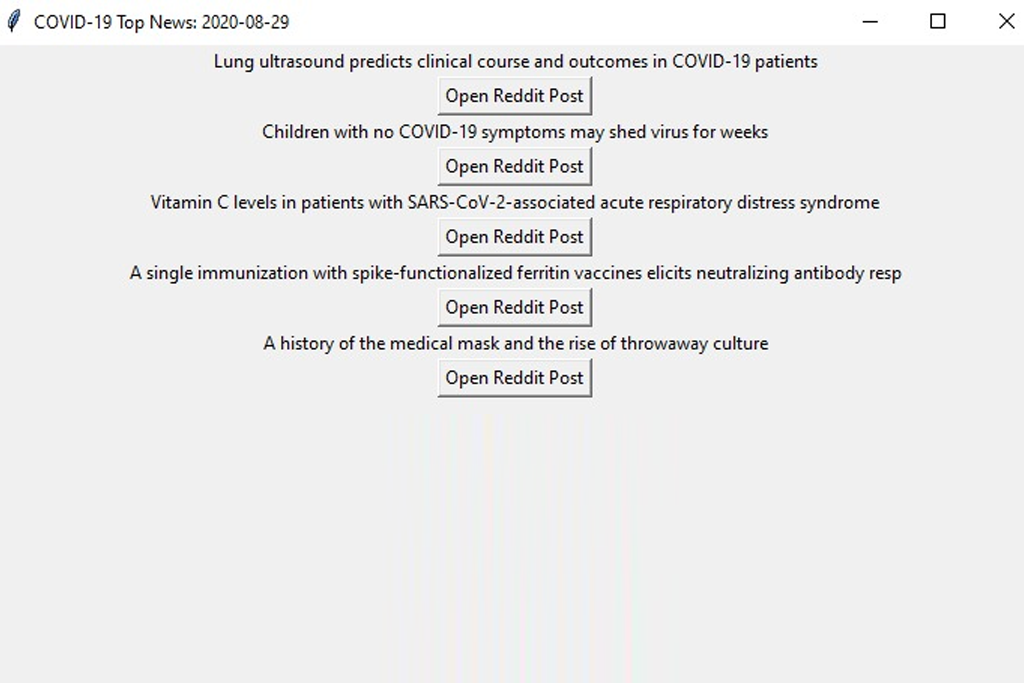 COVID-19 Top News: 2020-08-29
Lung ultrasound predicts clinical course and outcomes in COVID-19 patients
Open Reddit Post
Children with no COVID-19 symptoms may shed virus for weeks
Open Reddit Post
Vitamin C levels in patients with SARS-CoV-2-associated acute respiratory distress syndrome
Open Reddit Post
A single immunization with spike-functionalized ferritin vaccines elicits neutralizing antibody resp
Open Reddit Post
A history of the medical mask and the rise of throwaway culture
Open Reddit Post